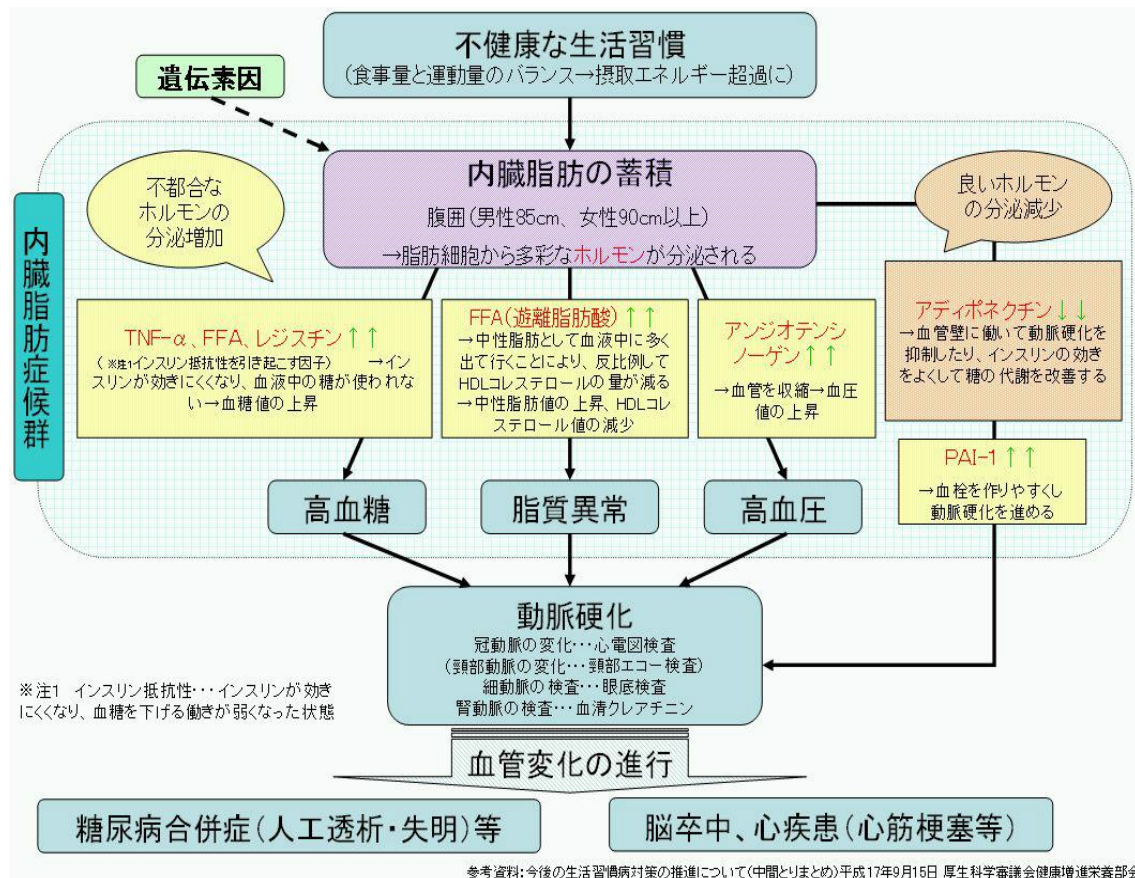 不健康な生活習慣
(食事量と運動量のバランス→摂取エネルギー超過に)
遺伝素因
内臓脂肪の蓄積
腹囲(男性85cm、女性90cm以上)
→脂肪細胞から多彩なホルモンが分泌される
不都合な
ホルモンの
分泌増加
良いホルモン
の分泌減少
内臓脂肪症候群
TNF-α、FFA、レジスチン↑↑
(※注1インスリン抵抗性を引き起こす因子) →イン
スリンが効きにくくなり、血液中の糖が使われな
い→血糖値の上昇
FFA(遊離脂肪酸)↑↑
→中性脂肪として血液中に多く
出て行くことにより、反比例して
HDLコレステロールの量が減る
→中性脂肪値の上昇、HDLコレ
ステロール値の減少
アンジオテンシ
ノーゲン↑↑
→血管を収縮→血圧
値の上昇
アディポネクチン↓↓
→血管壁に働いて動脈硬化を
抑制したり、インスリンの効き
をよくして糖の代謝を改善する
PAI-1↑↑
→血栓を作りやすくし
動脈硬化を進める
高血糖
脂質異常
高血圧
動脈硬化
冠動脈の変化・・・心電図検査
(頸部動脈の変化・・・頸部エコー検査)
細動脈の検査・・・眼底検査
腎動脈の検査・・・血清クレアチニン
※注1 インスリン抵抗性・・・インスリンが効き
にくくなり、血糖を下げる働きが弱くなった状態
血管変化の進行
糖尿病合併症(人工透析・失明)等
脳卒中、心疾患(心筋梗塞等)
参考資料:今後の生活習慣病対策の推進について(中間とりまとめ)平成17年9月15日 厚生科学審議会健康増進栄養部会